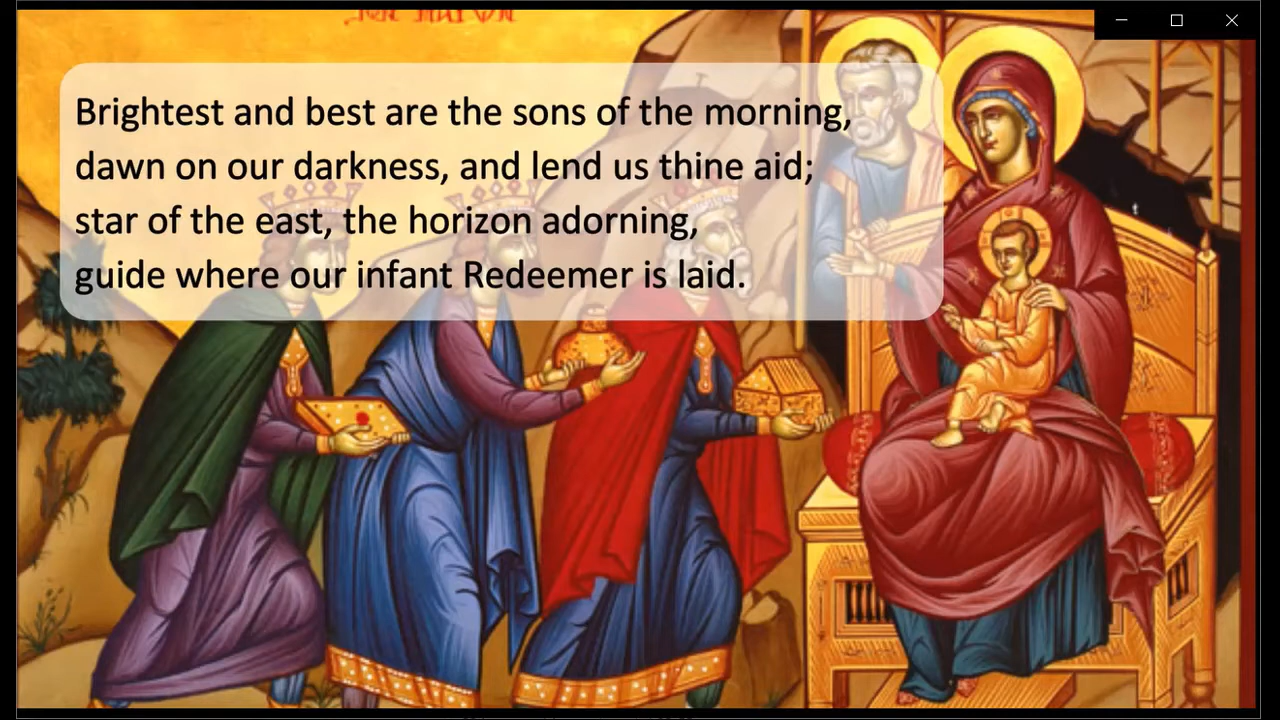 Brightest and best are the sons of the morning,
dawn on our darkness, and lend us thine aid;
star of the east, the horizon adorning,
guide where our infant Redeemer is laid.